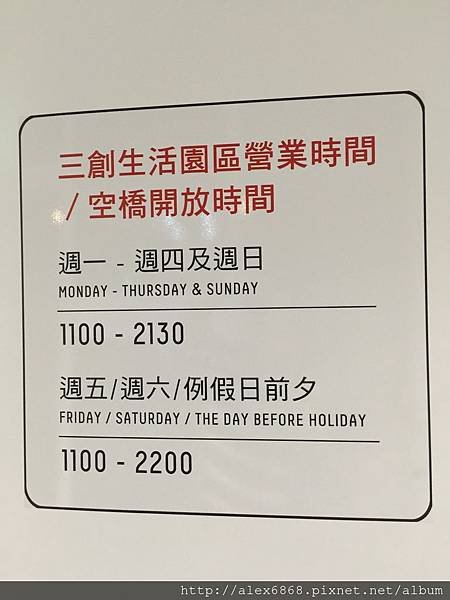 三創生活園區營業時間
/ 空橋開放時間
週一 - 週四及週日
MONDAY - THURSDAY & SUNDAY
1100 - 2130
週五/週六/例假日前夕
FRIDAY / SATURDAY / THE DAY BEFORE HOLIDAY
1100 - 2200
http://alex6868.pixnet.net/album